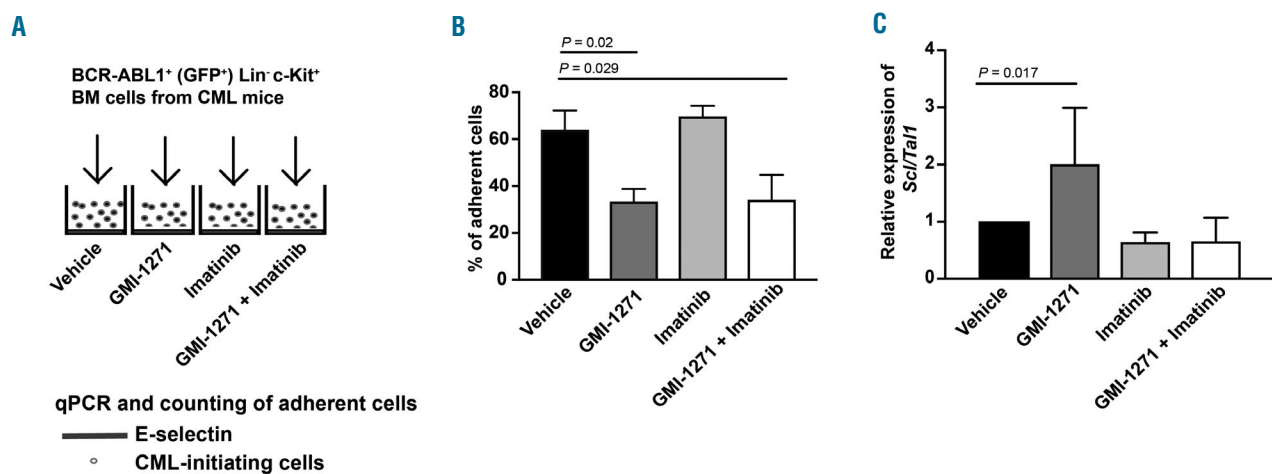 A
BCR-ABL1⁺ (GFP⁺) Lin⁻ c-Kit⁺
BM cells from CML mice
Vehicle
GMI-1271
Imatinib
GMI-1271 + Imatinib
qPCR and counting of adherent cells
E-selectin
CML-initiating cells
B
P = 0.02
P = 0.029
% of adherent cells
80
60
40
20
0
Vehicle
GMI-1271
Imatinib
GMI-1271 + Imatinib
C
P = 0.017
Relative expression of
Scl/Tal1
4
3
2
1
0
Vehicle
GMI-1271
Imatinib
GMI-1271 + Imatinib